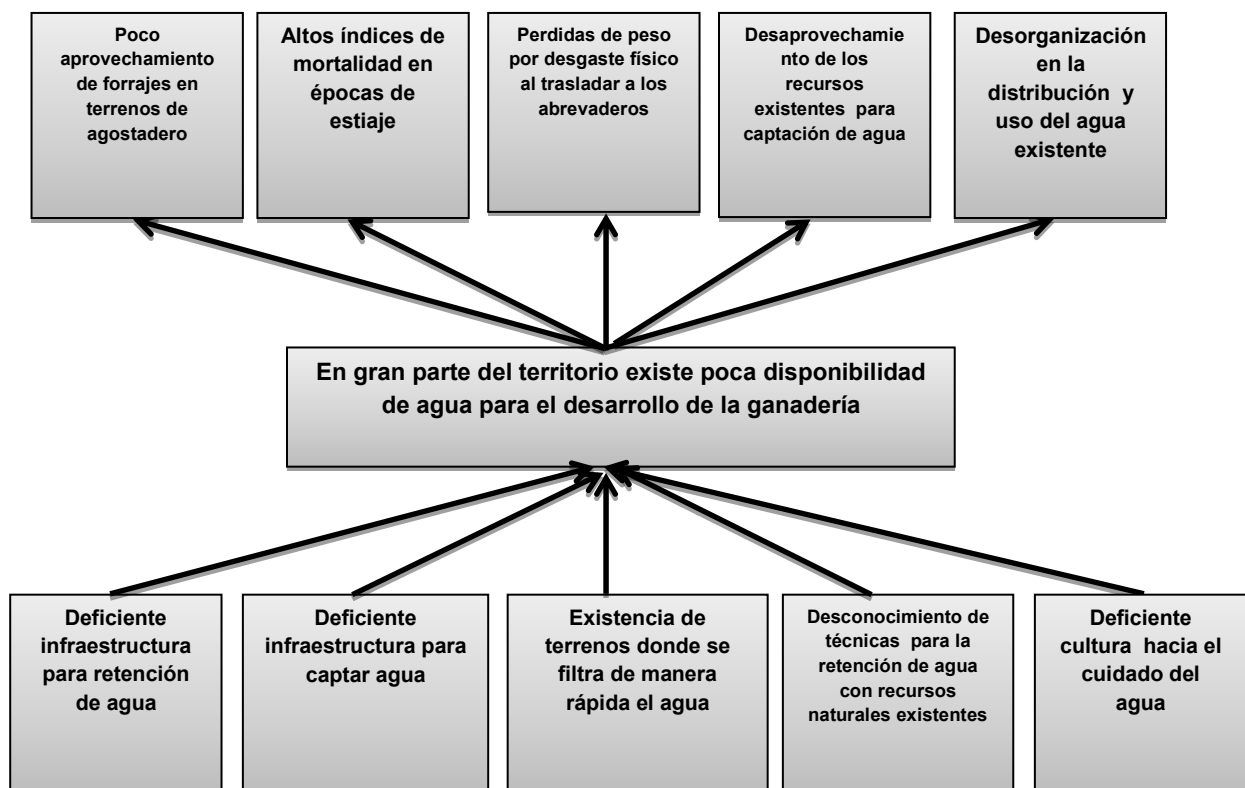 Poco
aprovechamiento
de forrajes en
terrenos de
agostadero
Altos índices de
mortalidad en
épocas de
estiaje
Perdidas de peso
por desgaste físico
al trasladar a los
abrevaderos
Desaprovechamie
nto de los
recursos
existentes para
captación de agua
Desorganización
en la
distribución y
uso del agua
existente
En gran parte del territorio existe poca disponibilidad
de agua para el desarrollo de la ganadería
Deficiente
infraestructura
para retención
de agua
Deficiente
infraestructura para
captar agua
Existencia de
terrenos donde se
filtra de manera
rápida el agua
Desconocimiento de
técnicas para la
retención de agua
con recursos
naturales existentes
Deficiente
cultura hacia el
cuidado del
agua